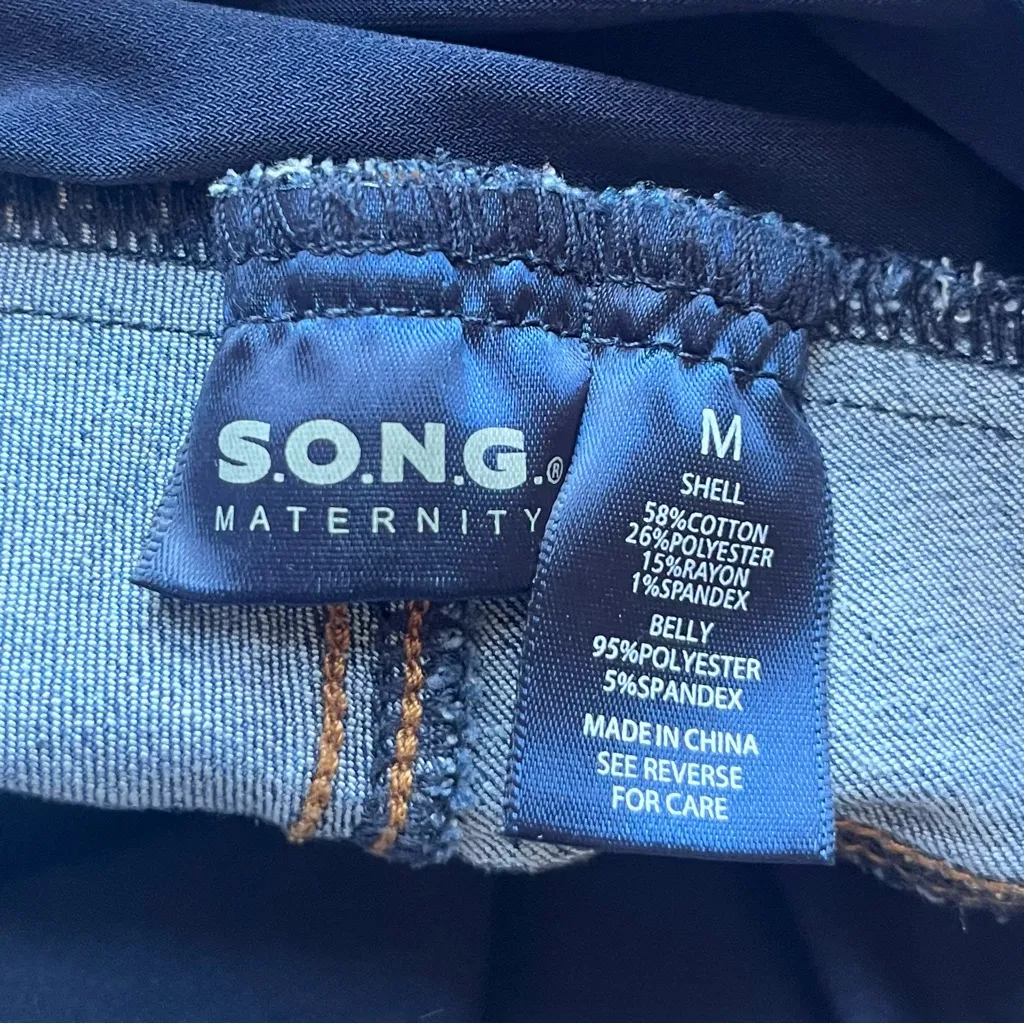 S.O.N.G.®
MATERNITY
M
SHELL
58%COTTON
26%POLYESTER
15%RAYON
1%SPANDEX
BELLY
95%POLYESTER
5%SPANDEX
MADE IN CHINA
SEE REVERSE
FOR CARE